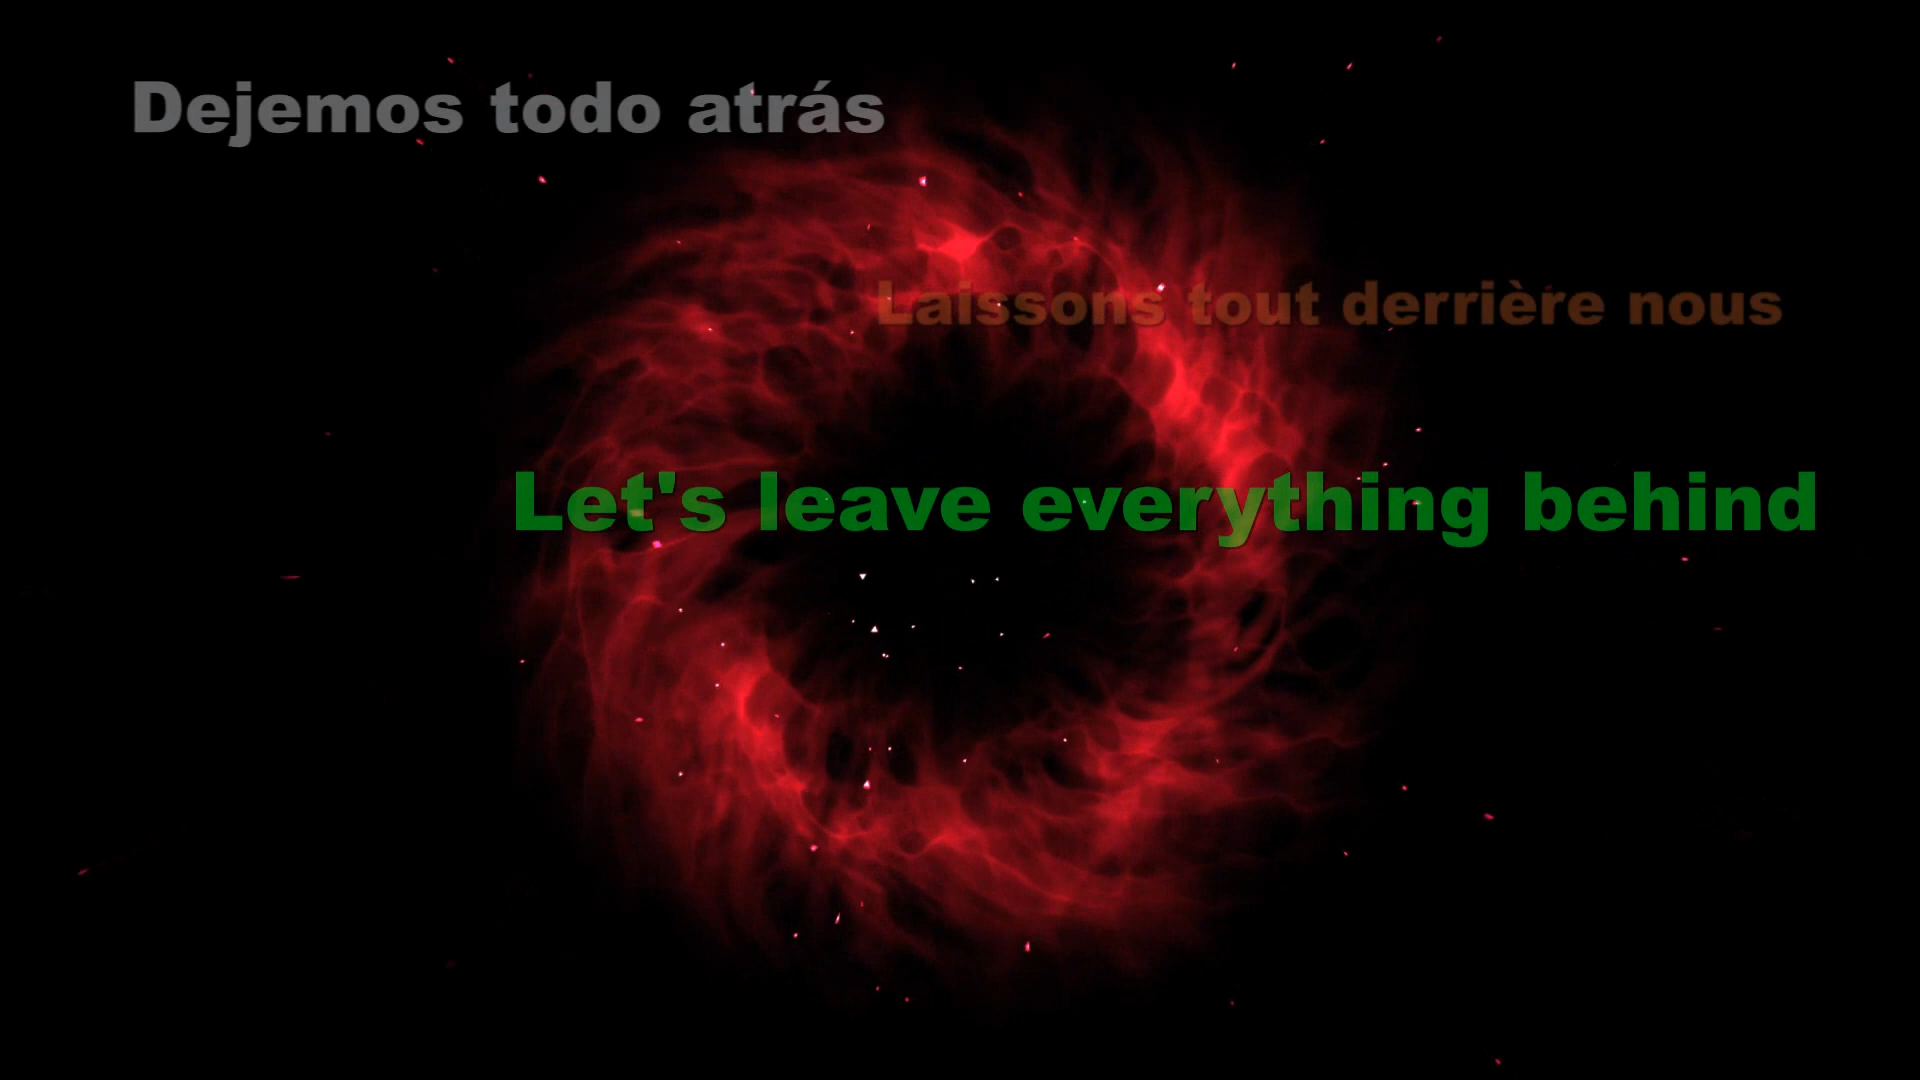 Dejemos todo atrás
Laissons tout derrière nous
Let's leave everything behind